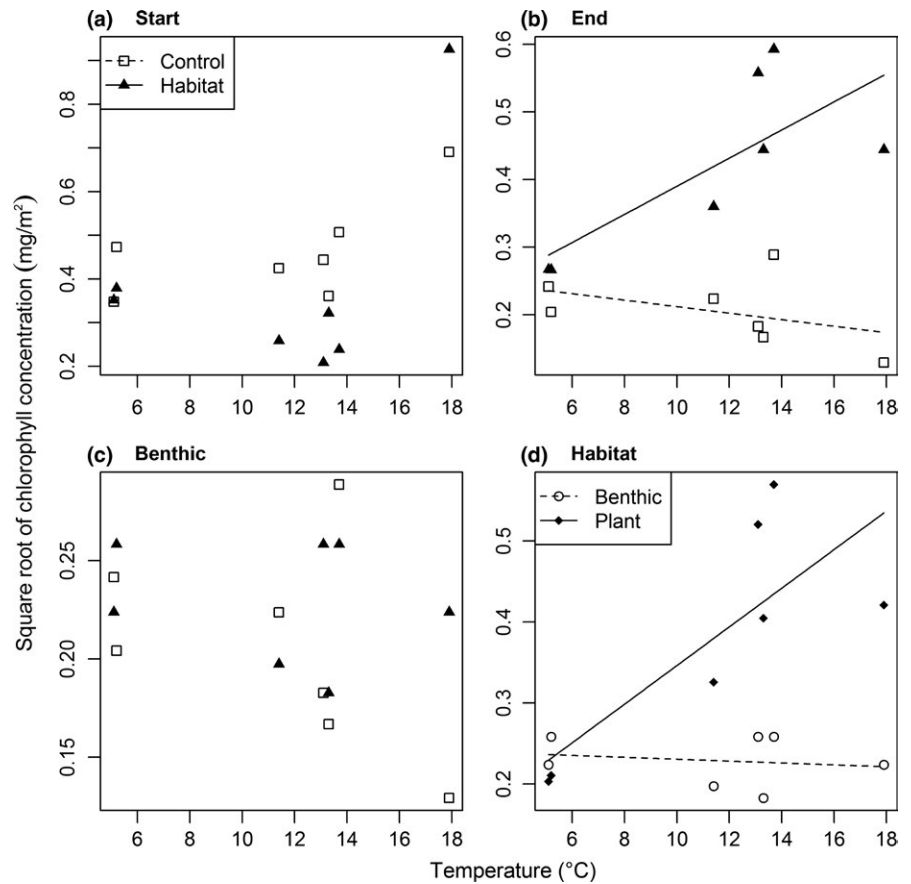 (a) Start
Control
Habitat
0.2 0.4 0.6 0.8
6 8 10 12 14 16 18
(b) End
0.2 0.3 0.4 0.5 0.6
6 8 10 12 14 16 18
(c) Benthic
0.15 0.20 0.25
6 8 10 12 14 16 18
(d) Habitat
Benthic
Plant
0.2 0.3 0.4 0.5
6 8 10 12 14 16 18
Square root of chlorophyll concentration (mg/m²)
Temperature (°C)